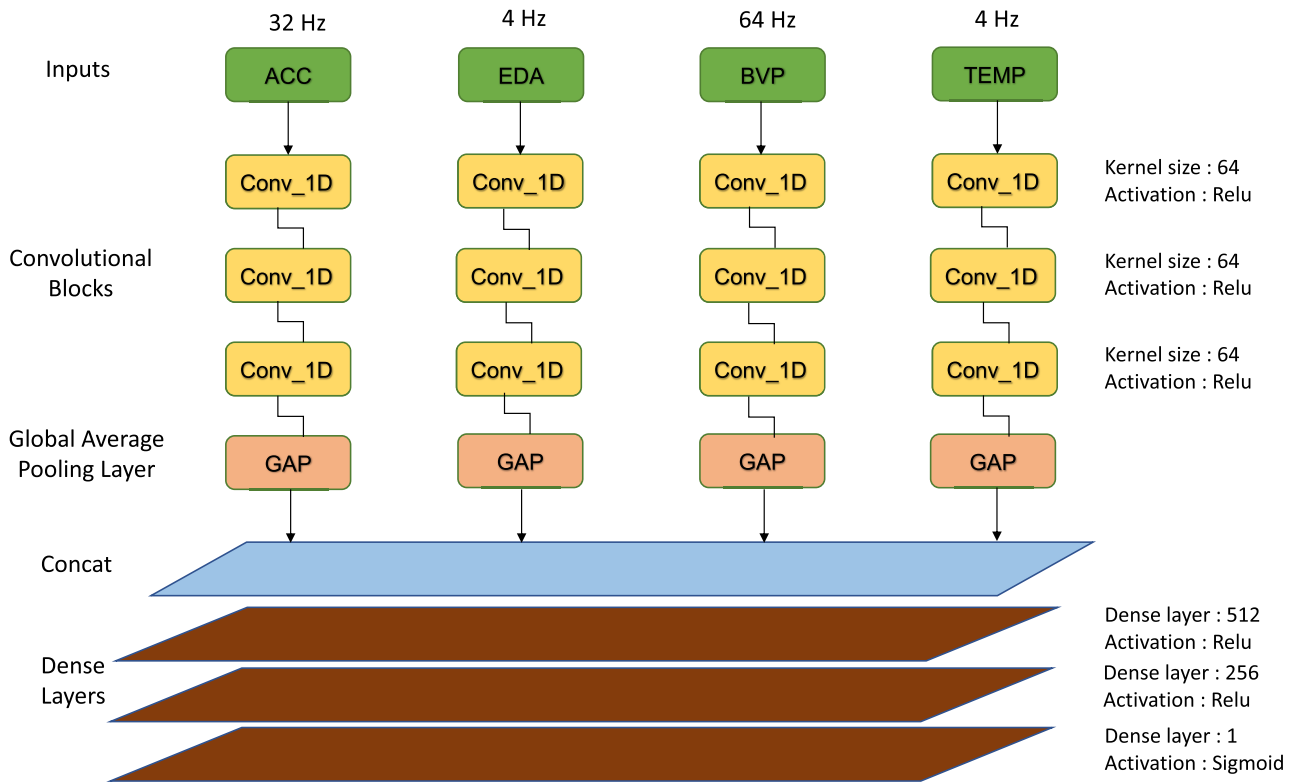 32 Hz
4 Hz
64 Hz
4 Hz
Inputs
ACC
EDA
BVP
TEMP
Conv_1D
Conv_1D
Conv_1D
Conv_1D
Kernel size : 64
Activation : Relu
Convolutional
Blocks
Conv_1D
Conv_1D
Conv_1D
Conv_1D
Kernel size : 64
Activation : Relu
Conv_1D
Conv_1D
Conv_1D
Conv_1D
Kernel size : 64
Activation : Relu
Global Average
Pooling Layer
GAP
GAP
GAP
GAP
Concat
Dense
Layers
Dense layer : 512
Activation : Relu
Dense layer : 256
Activation : Relu
Dense layer : 1
Activation : Sigmoid